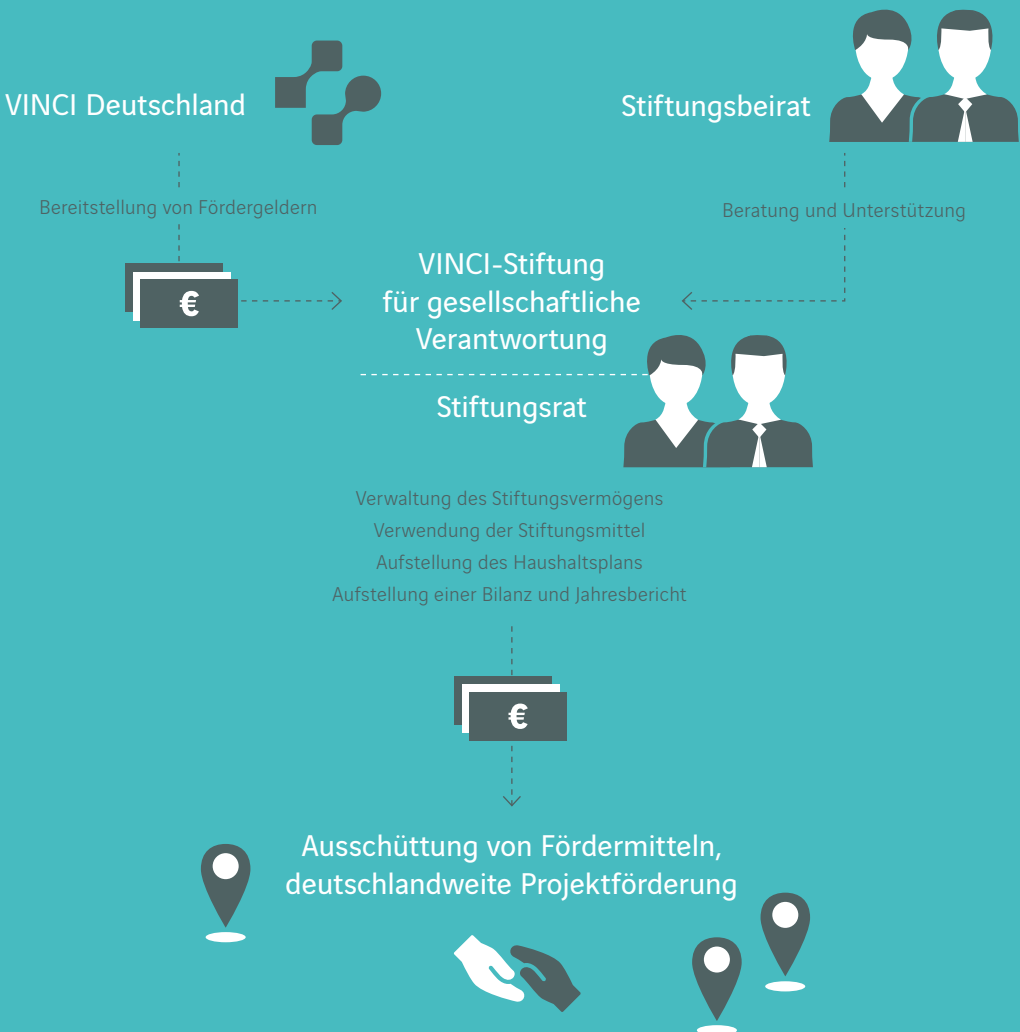 VINCI Deutschland
Stiftungsbeirat
Bereitstellung von Fördergeldern
Beratung und Unterstützung
€
VINCI-Stiftung
für gesellschaftliche
Verantwortung
Stiftungsrat
Verwaltung des Stiftungsvermögens
Verwendung der Stiftungsmittel
Aufstellung des Haushaltsplans
Aufstellung einer Bilanz und Jahresbericht
€
Ausschüttung von Fördermitteln,
deutschlandweite Projektförderung